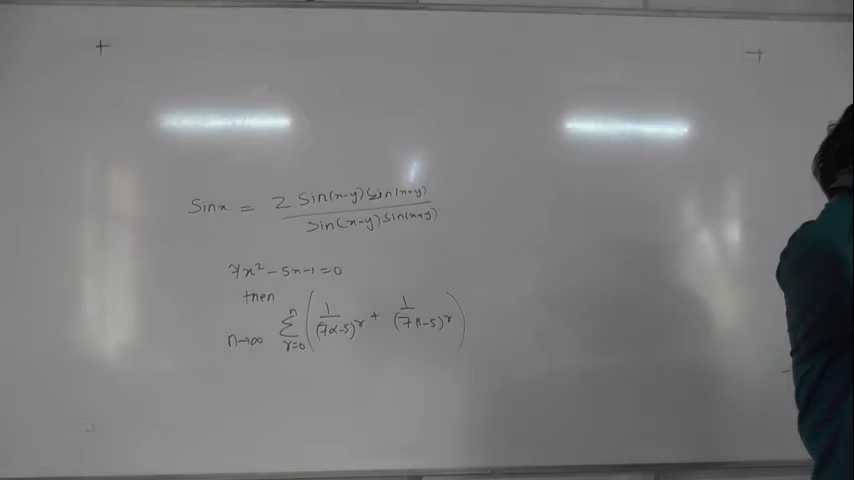 Sinx = 2 Sin(x-y) Sin(x+y) / Sin(x-y) Sin(x+y)
7x² - 5x - 1 = 0
then
n→∞ Σ_{r=0}^{n} ( 1/(7α-5)^r + 1/(7β-5)^r )